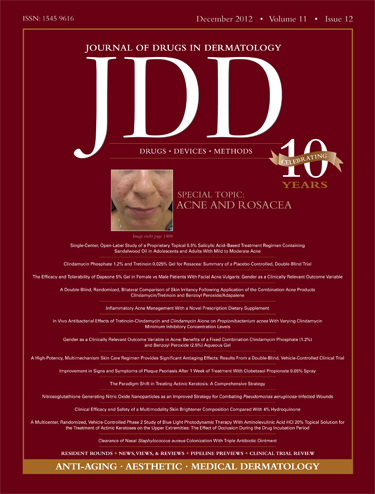 ISSN: 1545 9616
December 2012 • Volume 11 • Issue 12
JOURNAL OF DRUGS IN DERMATOLOGY
JDD
DRUGS • DEVICES • METHODS
CELEBRATING
10
YEARS
SPECIAL TOPIC:
ACNE AND ROSACEA
Image credit page 1408
Single-Center, Open-Label Study of a Proprietary Topical 0.5% Salicylic Acid-Based Treatment Regimen Containing
Sandalwood Oil in Adolescents and Adults With Mild to Moderate Acne
Clindamycin Phosphate 1.2% and Tretinoin 0.025% Gel for Rosacea: Summary of a Placebo-Controlled, Double-Blind Trial
The Efficacy and Tolerability of Dapsone 5% Gel in Female vs Male Patients With Facial Acne Vulgaris: Gender as a Clinically Relevant Outcome Variable
A Double-Blind, Randomized, Bilateral Comparison of Skin Irritancy Following Application of the Combination Acne Products
Clindamycin/Tretinoin and Benzoyl Peroxide/Adapalene
Inflammatory Acne Management With a Novel Prescription Dietary Supplement
In Vivo Antibacterial Effects of Tretinoin-Clindamycin and Clindamycin Alone on Propionibacterium acnes With Varying Clindamycin
Minimum Inhibitory Concentration Levels
Gender as a Clinically Relevant Outcome Variable in Acne: Benefits of a Fixed Combination Clindamycin Phosphate (1.2%)
and Benzoyl Peroxide (2.5%) Aqueous Gel
A High-Potency, Multimechanism Skin Care Regimen Provides Significant Antiaging Effects: Results From a Double-Blind, Vehicle-Controlled Clinical Trial
Improvement in Signs and Symptoms of Plaque Psoriasis After 1 Week of Treatment With Clobetasol Propionate 0.05% Spray
The Paradigm Shift in Treating Actinic Keratosis: A Comprehensive Strategy
Nitrosoglutathione Generating Nitric Oxide Nanoparticles as an Improved Strategy for Combating Pseudomonas aeruginosa-Infected Wounds
Clinical Efficacy and Safety of a Multimodality Skin Brightener Composition Compared With 4% Hydroquinone
A Multicenter, Randomized, Vehicle-Controlled Phase 2 Study of Blue Light Photodynamic Therapy With Aminolevulinic Acid HCl 20% Topical Solution for
the Treatment of Actinic Keratoses on the Upper Extremities: The Effect of Occlusion During the Drug Incubation Period
Clearance of Nasal Staphylococcus aureus Colonization With Triple Antibiotic Ointment
RESIDENT ROUNDS • NEWS, VIEWS, & REVIEWS • PIPELINE PREVIEWS • CLINICAL TRIAL REVIEW
ANTI-AGING • AESTHETIC • MEDICAL DERMATOLOGY